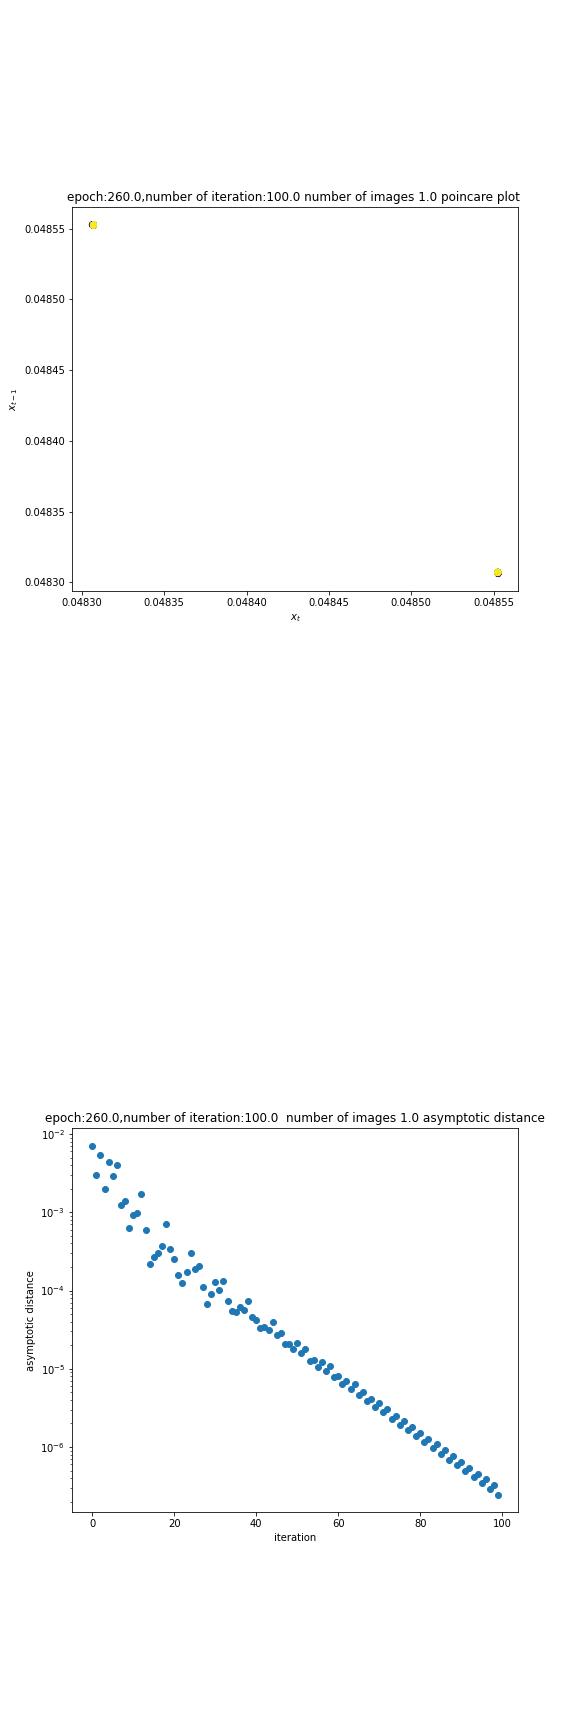 epoch:260.0,number of iteration:100.0 number of images 1.0 poincare plot
0.04855
0.04850
0.04845
0.04840
0.04835
0.04830
x_{t-1}
0.04830 0.04835 0.04840 0.04845 0.04850 0.04855
x_t
epoch:260.0,number of iteration:100.0  number of images 1.0 asymptotic distance
10^{-2}
10^{-3}
10^{-4}
10^{-5}
10^{-6}
asymptotic distance
0 20 40 60 80 100
iteration